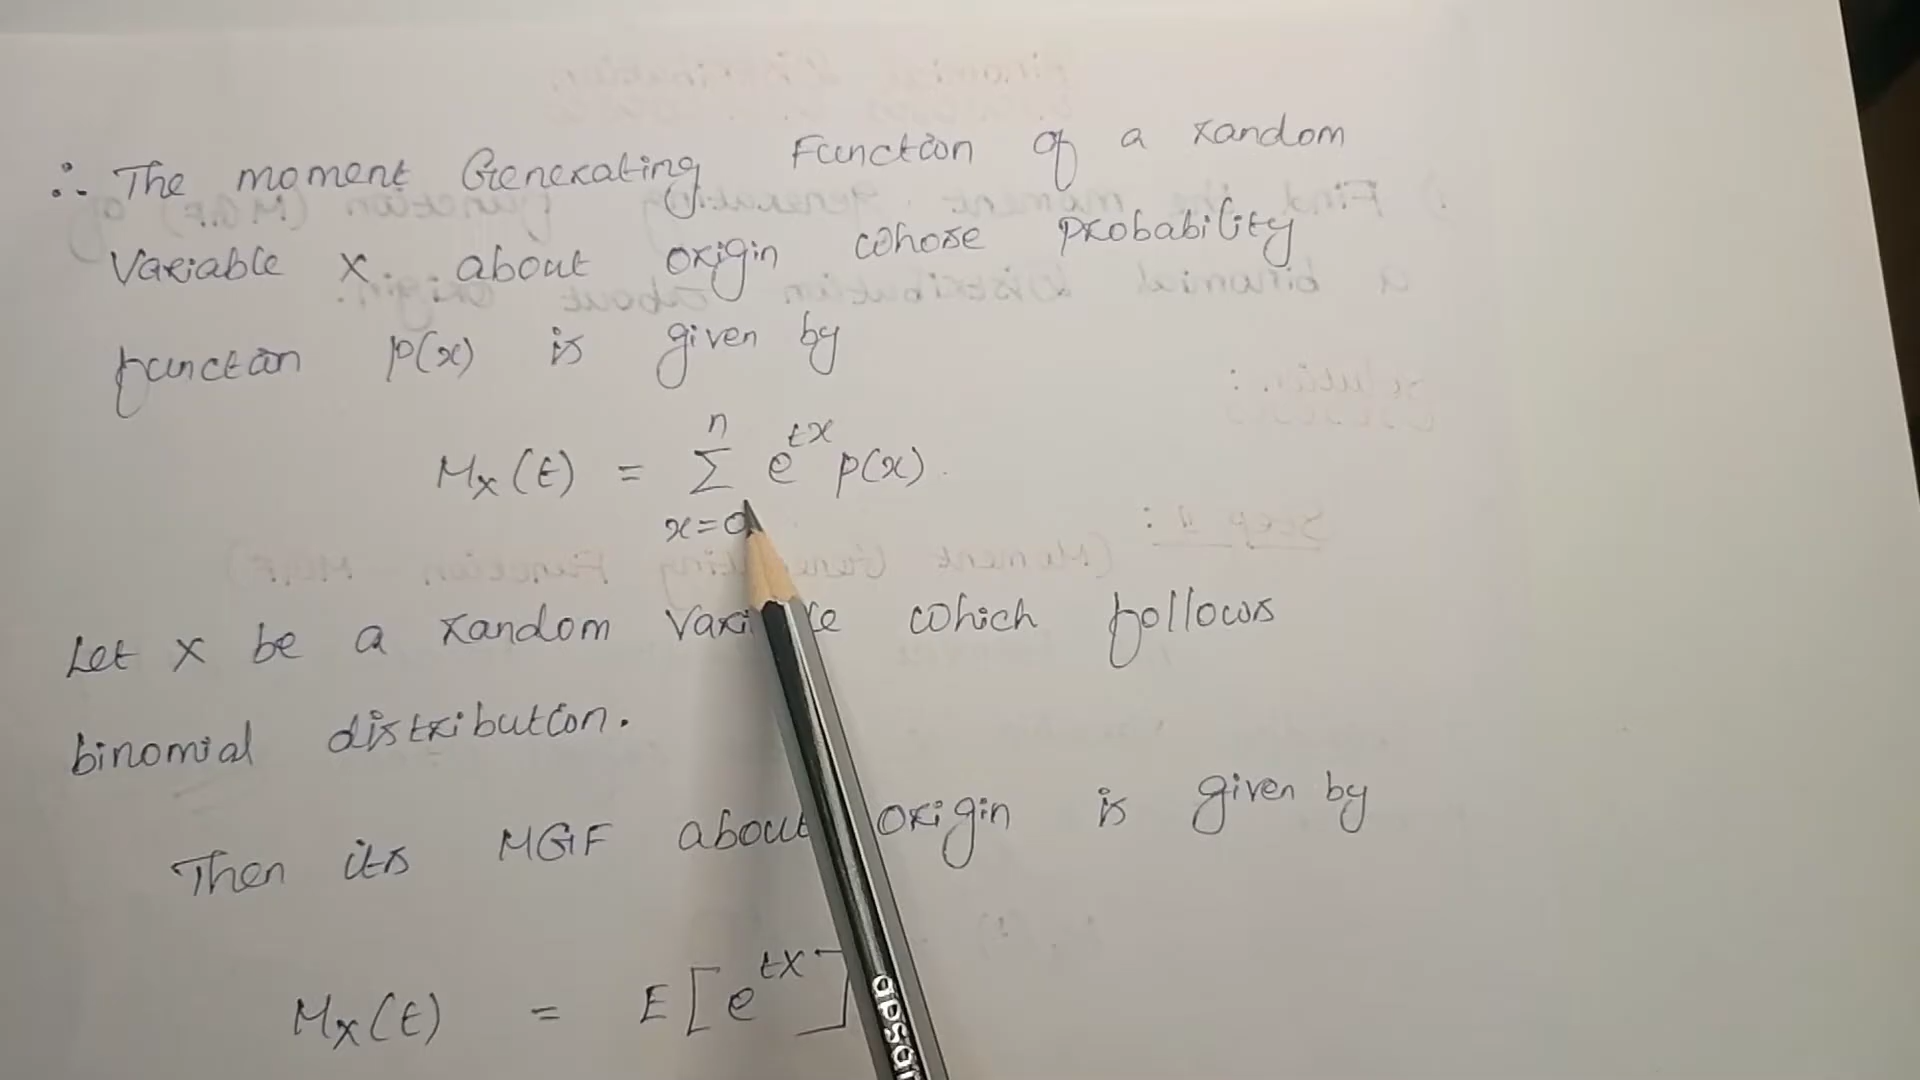 ∴ The moment Generating Function of a random
Variable X about origin whose probability
function p(x) is given by
Mx(t) = Σ e^tx p(x).
n
x=0
Let X be a random Variable which follows
binomial distribution.
Then its MGF about origin is given by
Mx(t) = E[e^tX]
apsara